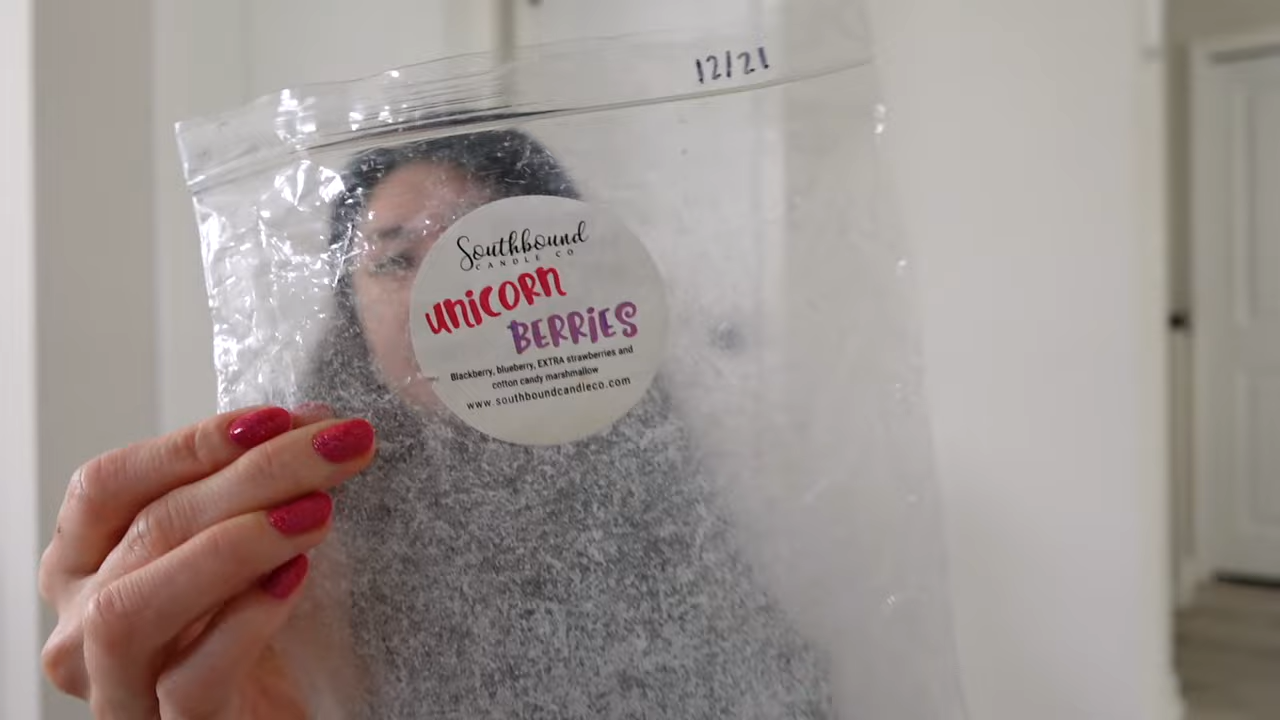 12/21
Southbound
CANDLE CO
UNICORN
BERRIES
Blackberry, blueberry, EXTRA strawberries and
cotton candy marshmallow
www.southboundcandleco.com